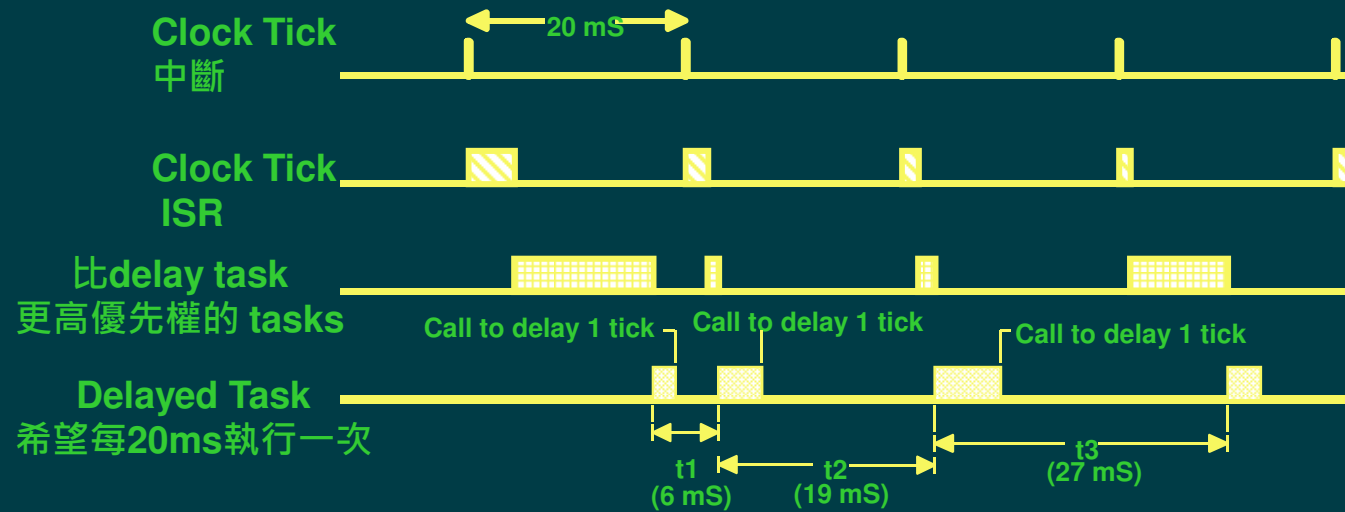 Clock Tick
中斷
20 mS
Clock Tick
ISR
比delay task
更高優先權的 tasks
Call to delay 1 tick
Call to delay 1 tick
Call to delay 1 tick
Delayed Task
希望每20ms執行一次
t1
(6 mS)
t2
(19 mS)
t3
(27 mS)